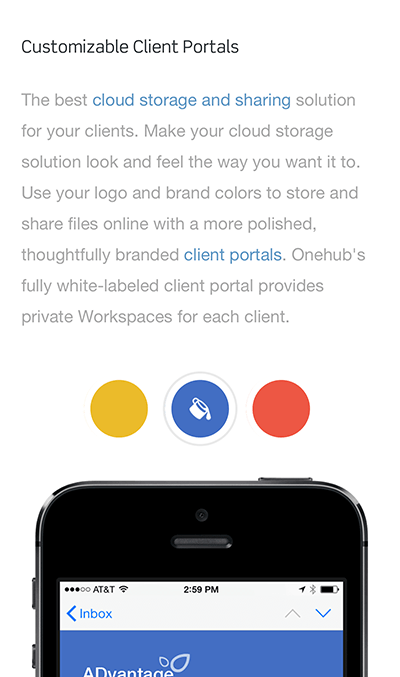 Customizable Client Portals
The best cloud storage and sharing solution
for your clients. Make your cloud storage
solution look and feel the way you want it to.
Use your logo and brand colors to store and
share files online with a more polished,
thoughtfully branded client portals. Onehub's
fully white-labeled client portal provides
private Workspaces for each client.
AT&T 2:59 PM
Inbox
ADvantage